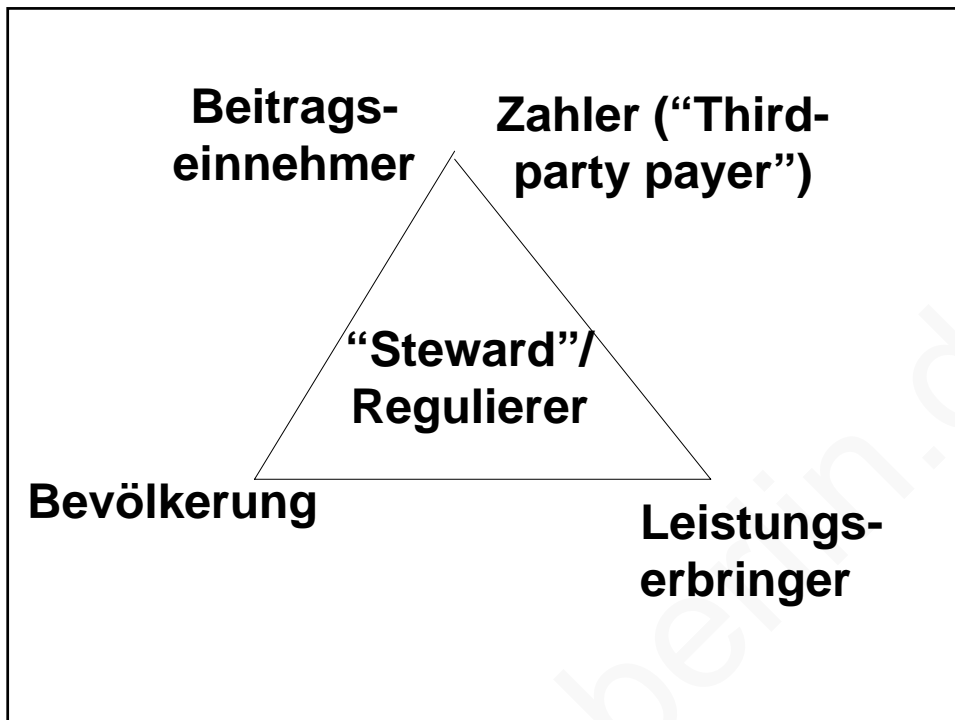 Beitrags-
einnehmer
Zahler (“Third-
party payer”)
“Steward”/
Regulierer
Bevölkerung
Leistungs-
erbringer